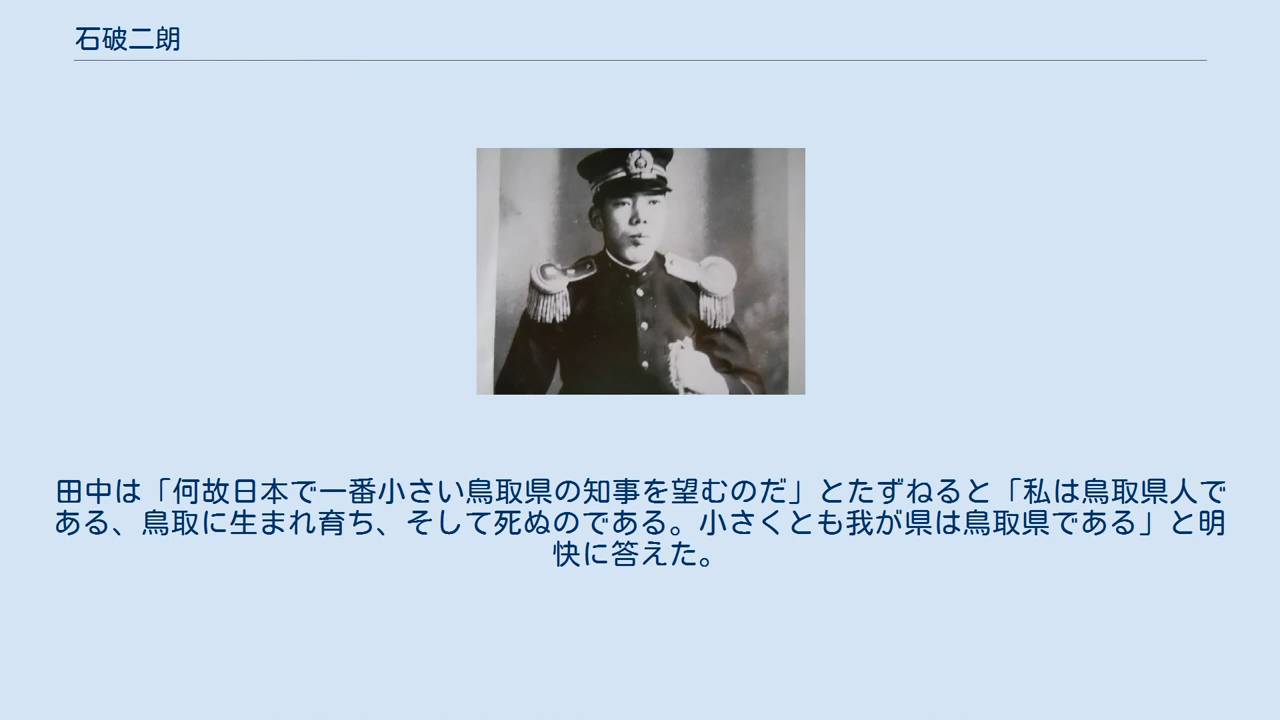 石破二朗
田中は「何故日本で一番小さい鳥取県の知事を望むのだ」とたずねると「私は鳥取県人で
ある、鳥取に生まれ育ち、そして死ぬのである。小さくとも我が県は鳥取県である」と明
快に答えた。